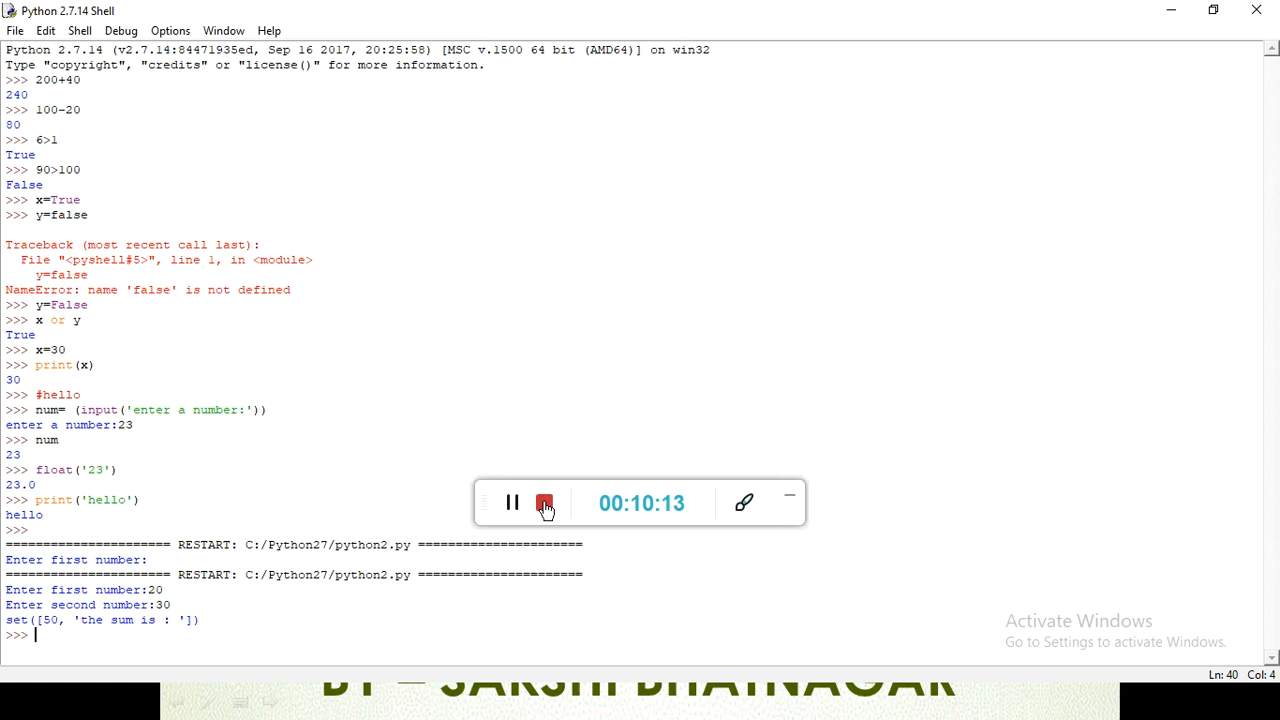 Python 2.7.14 Shell
File Edit Shell Debug Options Window Help
Python 2.7.14 (v2.7.14:84471935ed, Sep 16 2017, 20:25:58) [MSC v.1500 64 bit (AMD64)] on win32
Type "copyright", "credits" or "license()" for more information.
>>> 200+40
240
>>> 100-20
80
>>> 6>1
True
>>> 90>100
False
>>> x=True
>>> y=false
Traceback (most recent call last):
File "<pyshell#5>", line 1, in <module>
y=false
NameError: name 'false' is not defined
>>> y=False
>>> x or y
True
>>> x=30
>>> print(x)
30
>>> #hello
>>> num= (input('enter a number:'))
enter a number:23
>>> num
23
>>> float('23')
23.0
>>> print('hello')
hello
>>>
====================== RESTART: C:/Python27/python2.py ======================
Enter first number:
====================== RESTART: C:/Python27/python2.py ======================
Enter first number:20
Enter second number:30
set([50, 'the sum is : '])
>>>
00:10:13
Activate Windows
Go to Settings to activate Windows.
Ln: 40 Col: 4
BY – SAKSHI BHATNAGAR